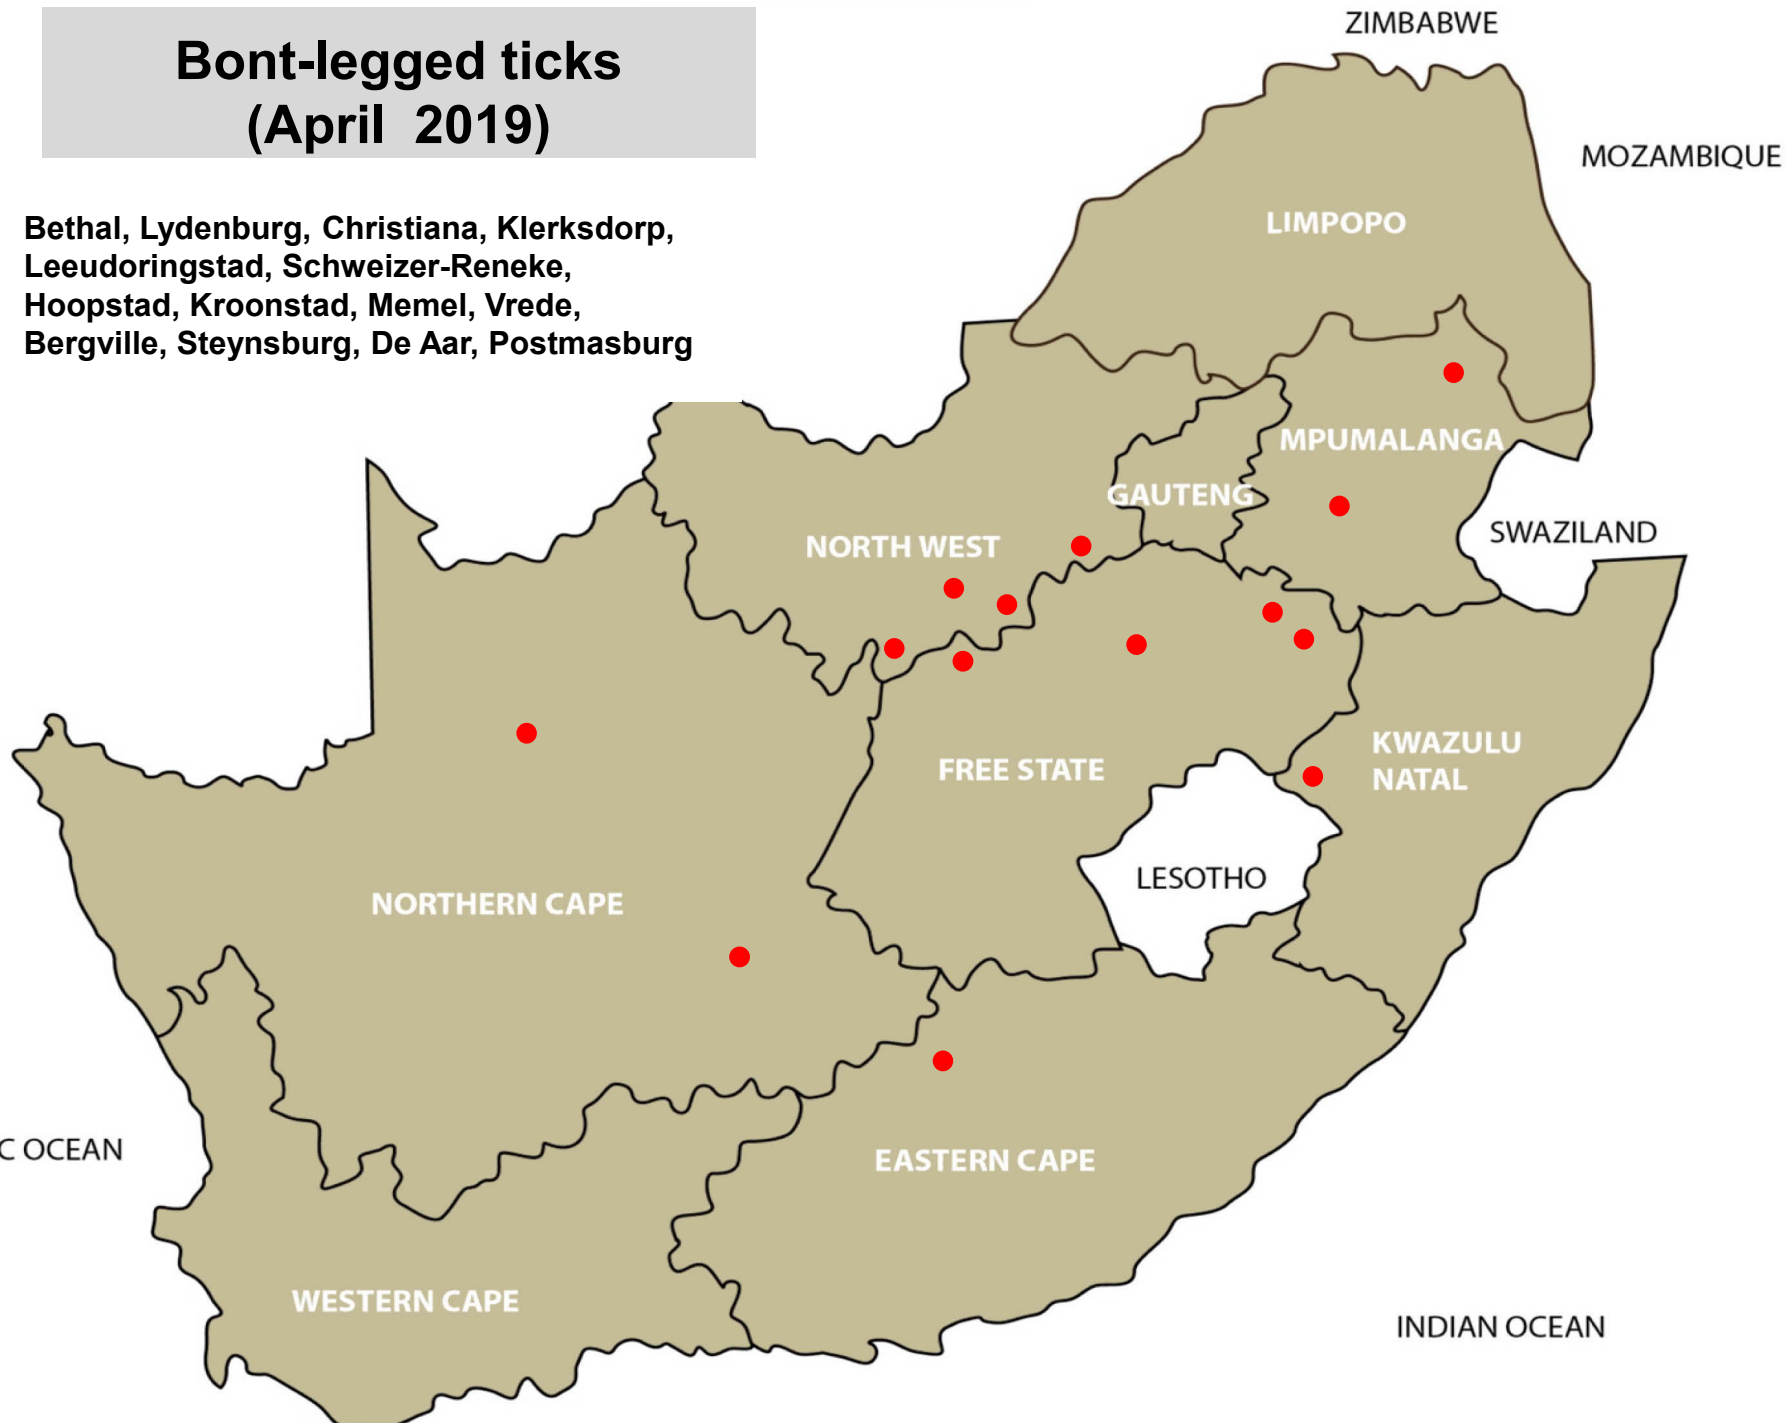 Bont-legged ticks
(April 2019)
Bethal, Lydenburg, Christiana, Klerksdorp,
Leeudoringstad, Schweizer-Reneke,
Hoopstad, Kroonstad, Memel, Vrede,
Bergville, Steynsburg, De Aar, Postmasburg
ZIMBABWE
MOZAMBIQUE
LIMPOPO
MPUMALANGA
GAUTENG
SWAZILAND
NORTH WEST
KWAZULU
NATAL
FREE STATE
LESOTHO
NORTHERN CAPE
C OCEAN
EASTERN CAPE
WESTERN CAPE
INDIAN OCEAN